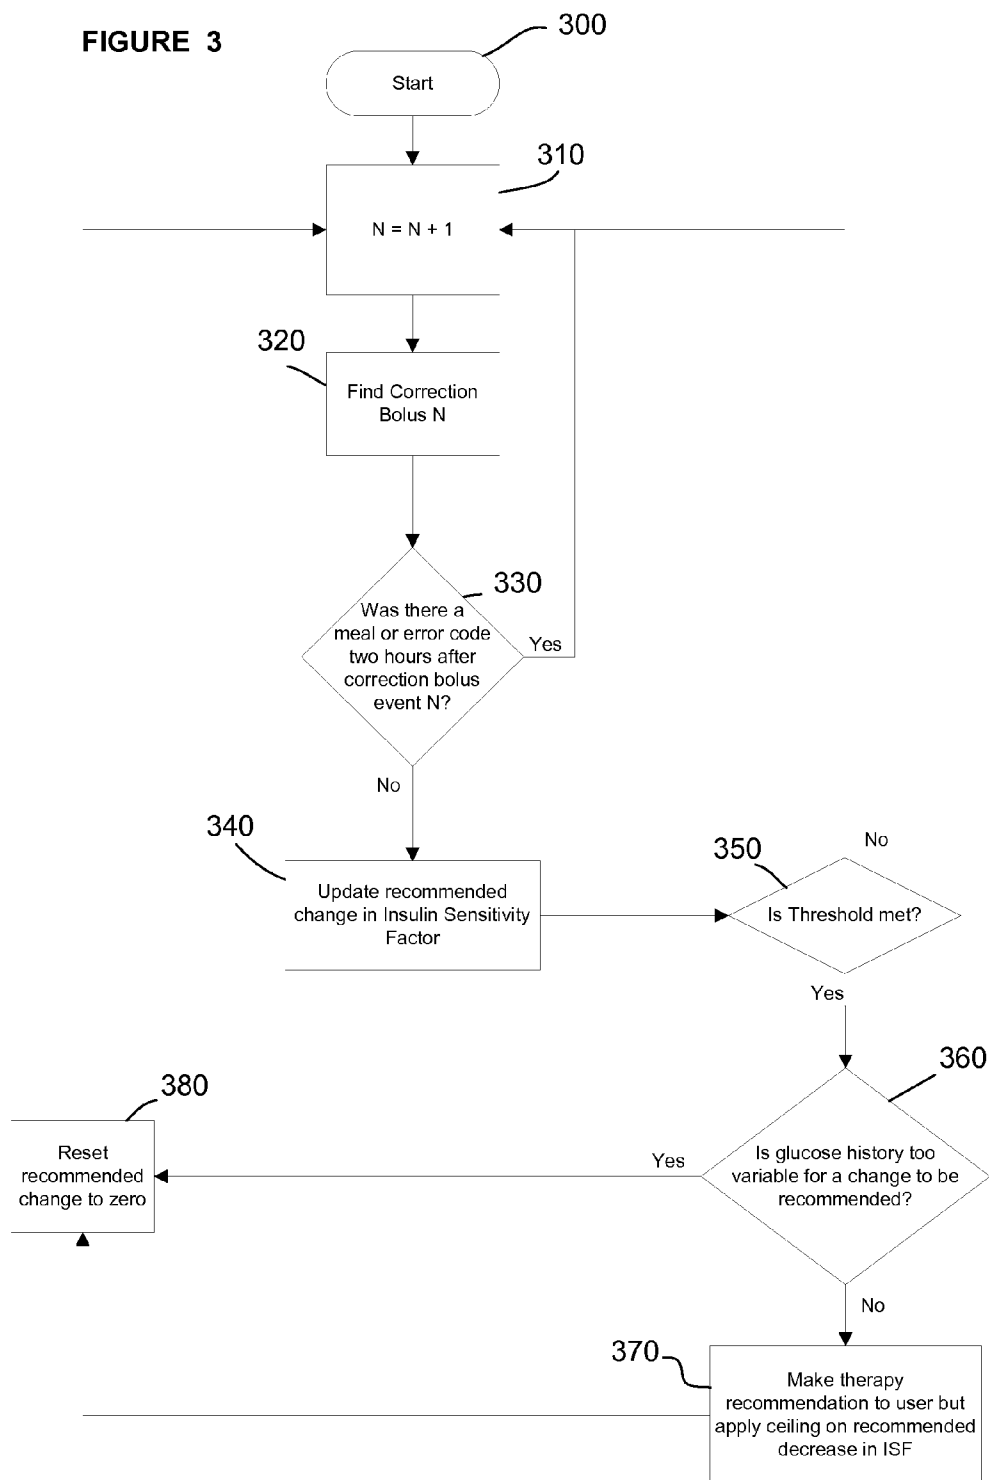 FIGURE 3
300
Start
310
N = N + 1
320
Find Correction
Bolus N
330
Was there a
meal or error code
two hours after
correction bolus
event N?
Yes
No
340
Update recommended
change in Insulin Sensitivity
Factor
350
No
Is Threshold met?
Yes
360
Is glucose history too
variable for a change to be
recommended?
Yes
380
Reset
recommended
change to zero
No
370
Make therapy
recommendation to user but
apply ceiling on recommended
decrease in ISF